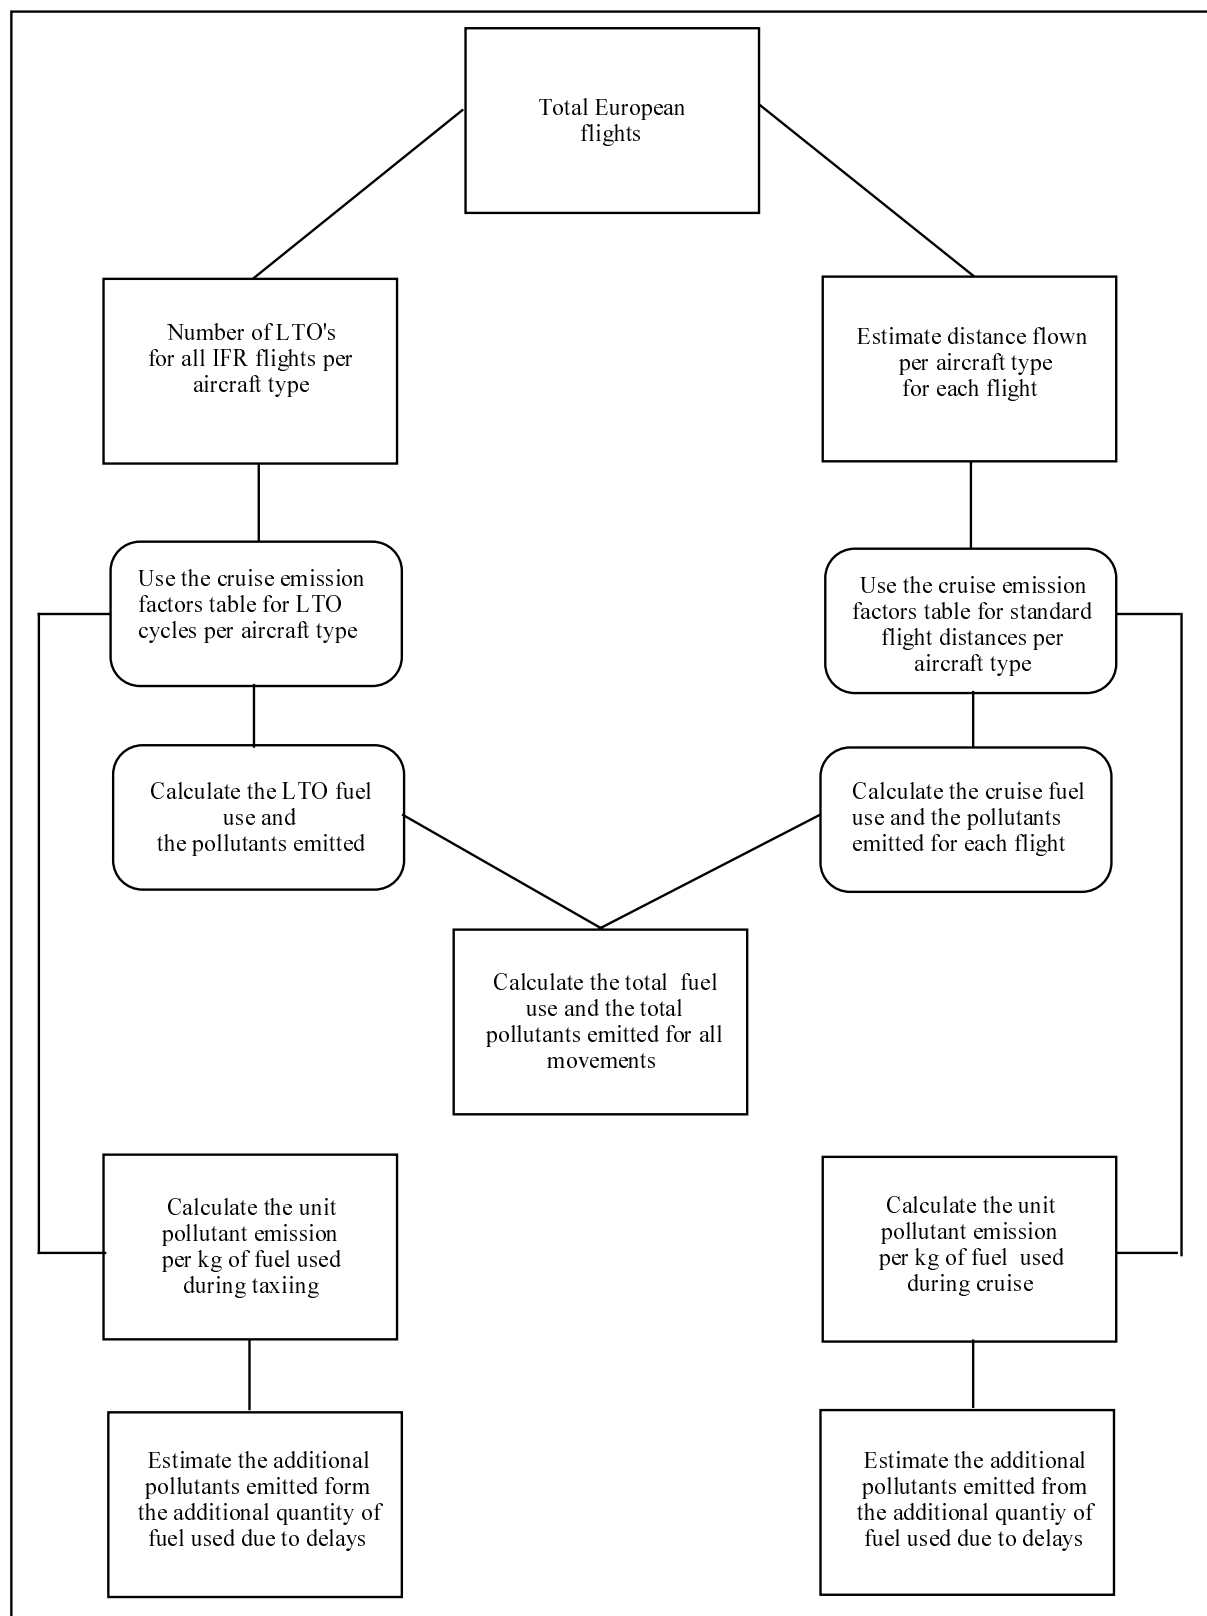 Total European
flights
Number of LTO's
for all IFR flights per
aircraft type
Estimate distance flown
per aircraft type
for each flight
Use the cruise emission
factors table for LTO
cycles per aircraft type
Use the cruise emission
factors table for standard
flight distances per
aircraft type
Calculate the LTO fuel
use and
the pollutants emitted
Calculate the cruise fuel
use and the pollutants
emitted for each flight
Calculate the total fuel
use and the total
pollutants emitted for all
movements
Calculate the unit
pollutant emission
per kg of fuel used
during taxiing
Calculate the unit
pollutant emission
per kg of fuel used
during cruise
Estimate the additional
pollutants emitted form
the additional quantity of
fuel used due to delays
Estimate the additional
pollutants emitted from
the additional quantiy of
fuel used due to delays